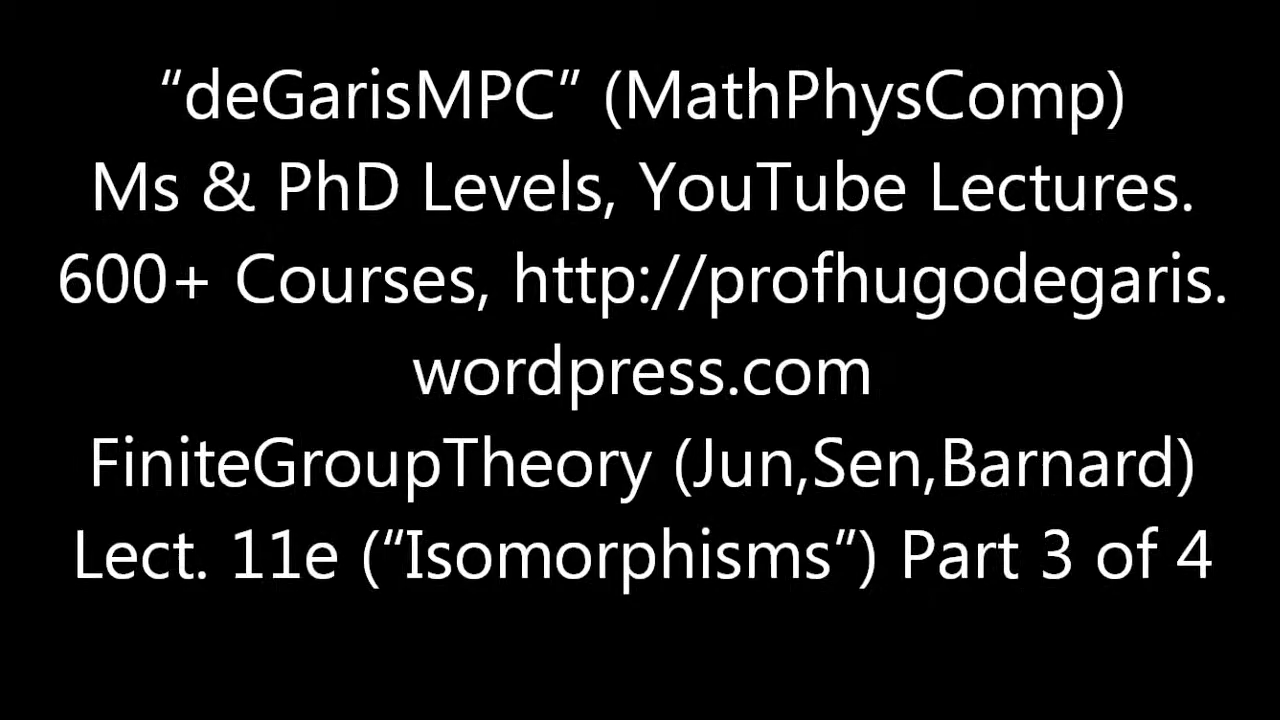 “deGarisMPC” (MathPhysComp)
Ms & PhD Levels, YouTube Lectures.
600+ Courses, http://profhugodegaris.
wordpress.com
FiniteGroupTheory (Jun,Sen,Barnard)
Lect. 11e (“Isomorphisms”) Part 3 of 4